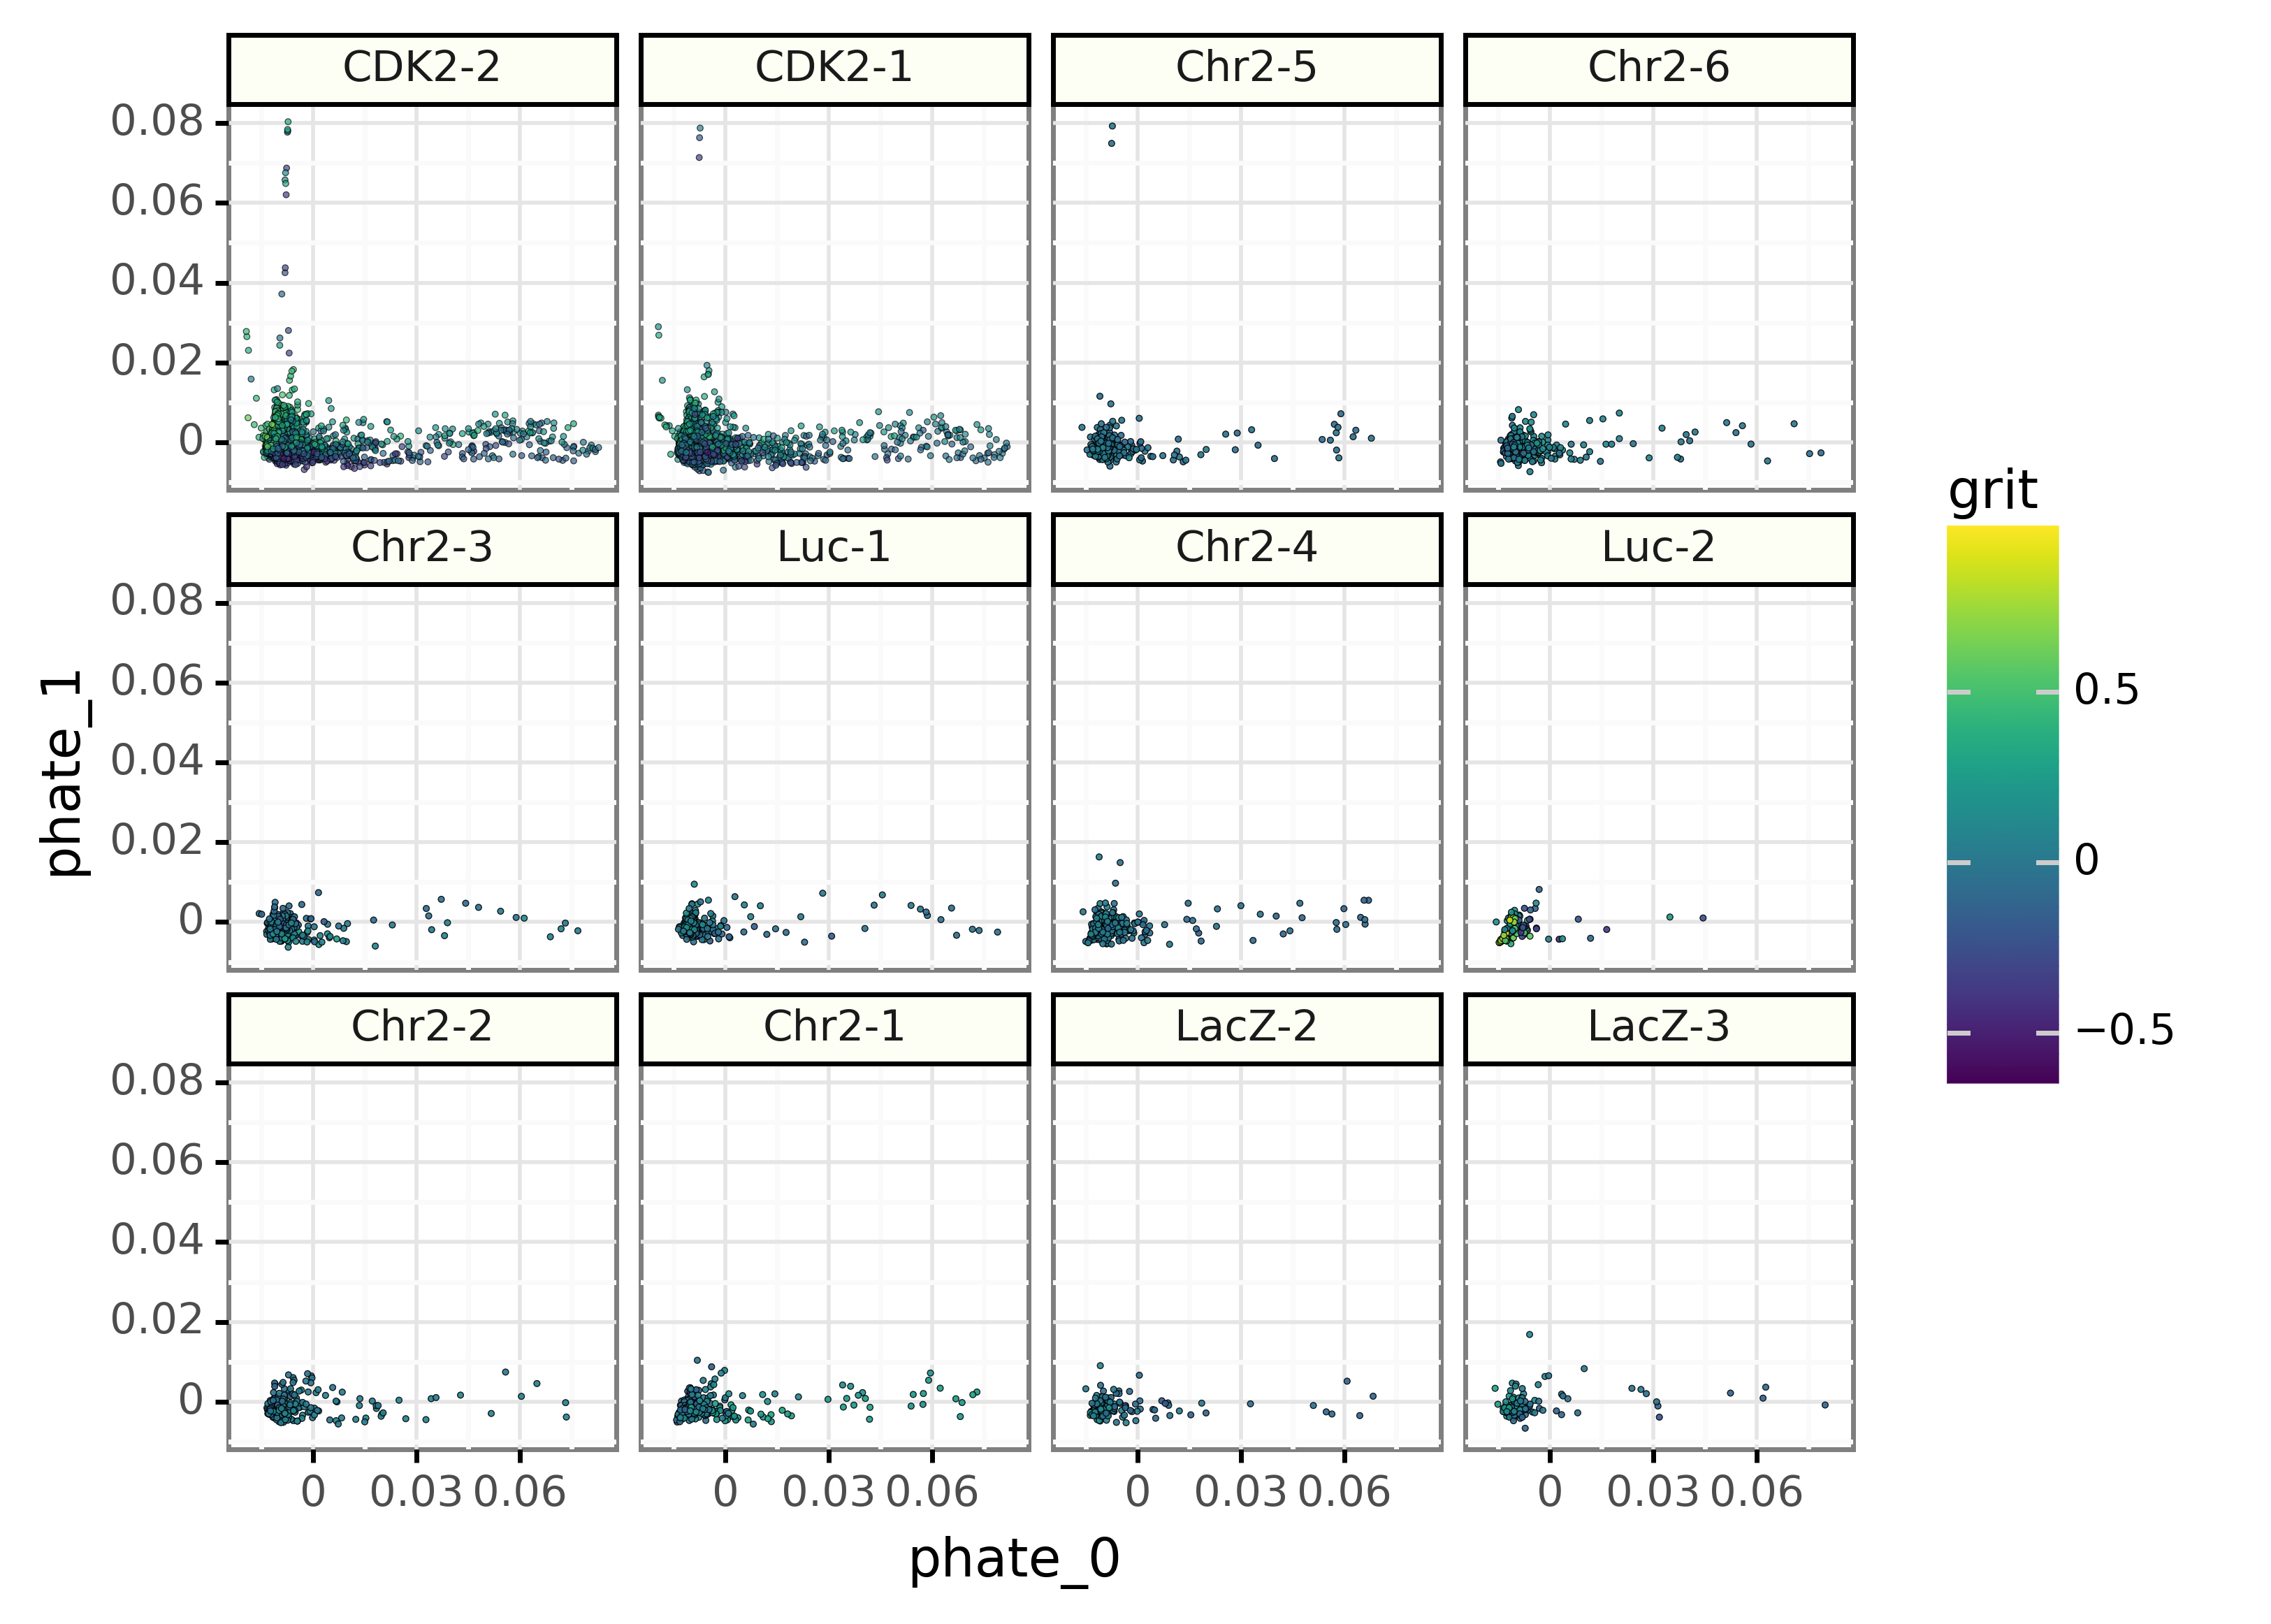 CDK2-2 CDK2-1 Chr2-5 Chr2-6
0.08
0.06
0.04
0.02
0
Chr2-3 Luc-1 Chr2-4 Luc-2
0.08
0.06
0.04
0.02
0
Chr2-2 Chr2-1 LacZ-2 LacZ-3
0.08
0.06
0.04
0.02
0
0 0.03 0.06 0 0.03 0.06 0 0.03 0.06 0 0.03 0.06
phate_0
phate_1
grit
0.5
0
−0.5